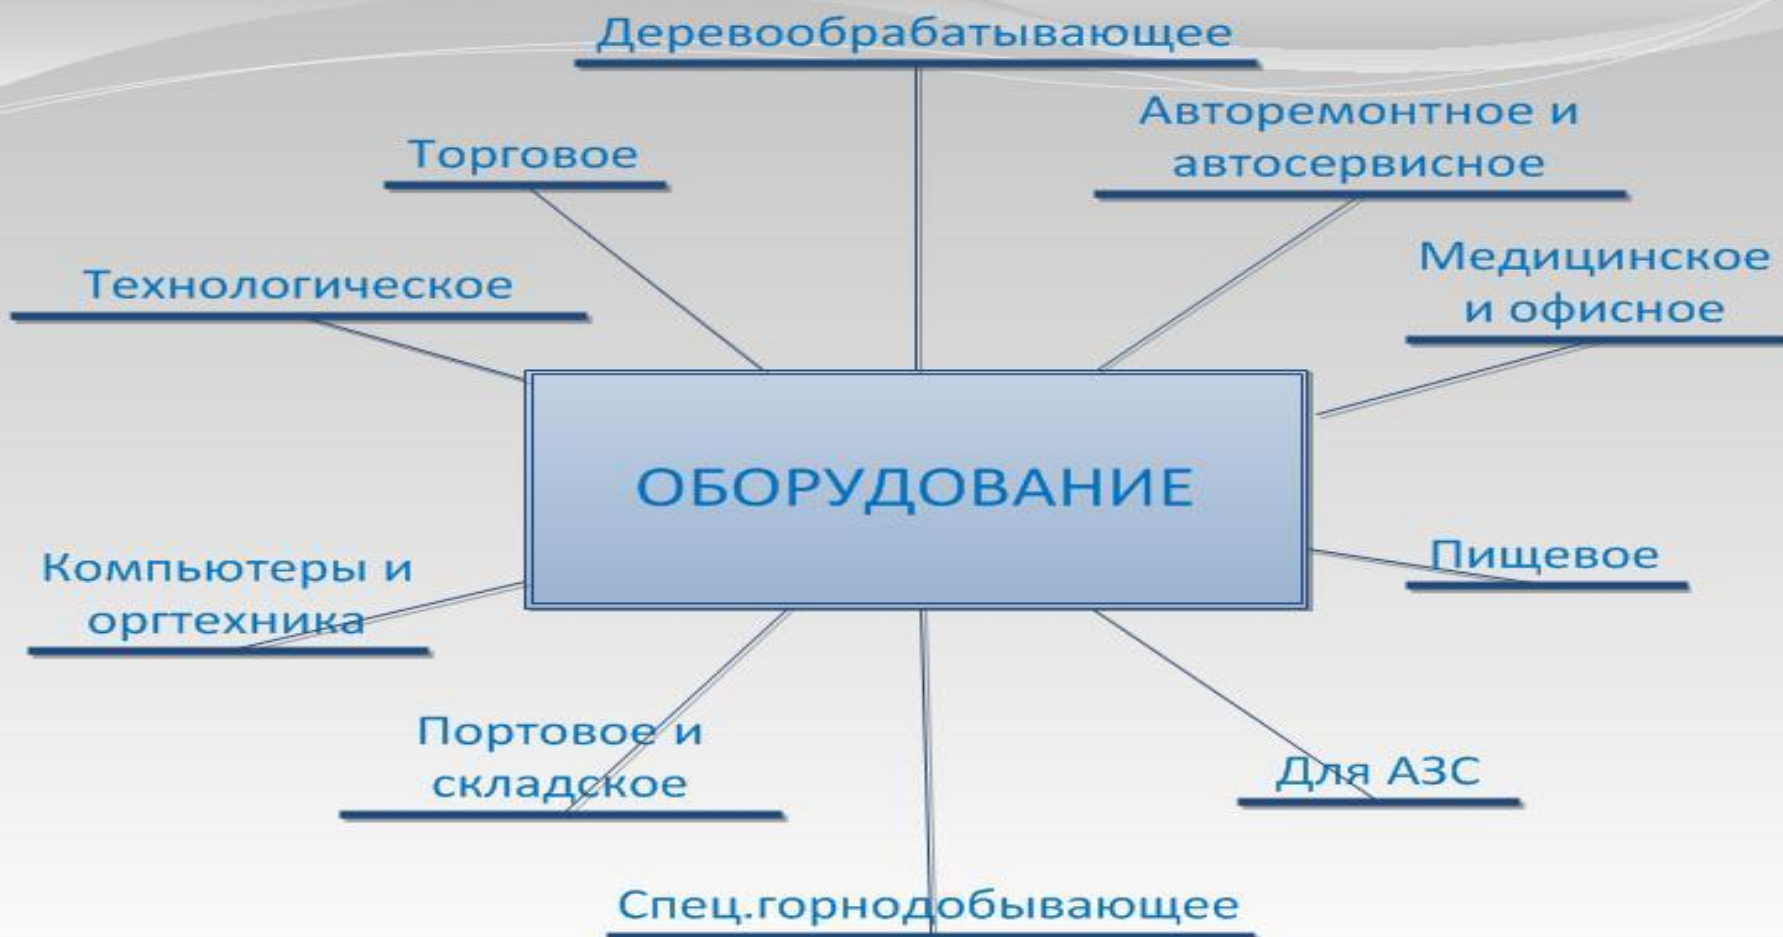 Деревообрабатывающее
Авторемонтное и
автосервисное
Торговое
Медицинское
и офисное
Технологическое
ОБОРУДОВАНИЕ
Компьютеры и
оргтехника
Пищевое
Портовое и
складское
Для АЗС
Спец.горнодобывающее